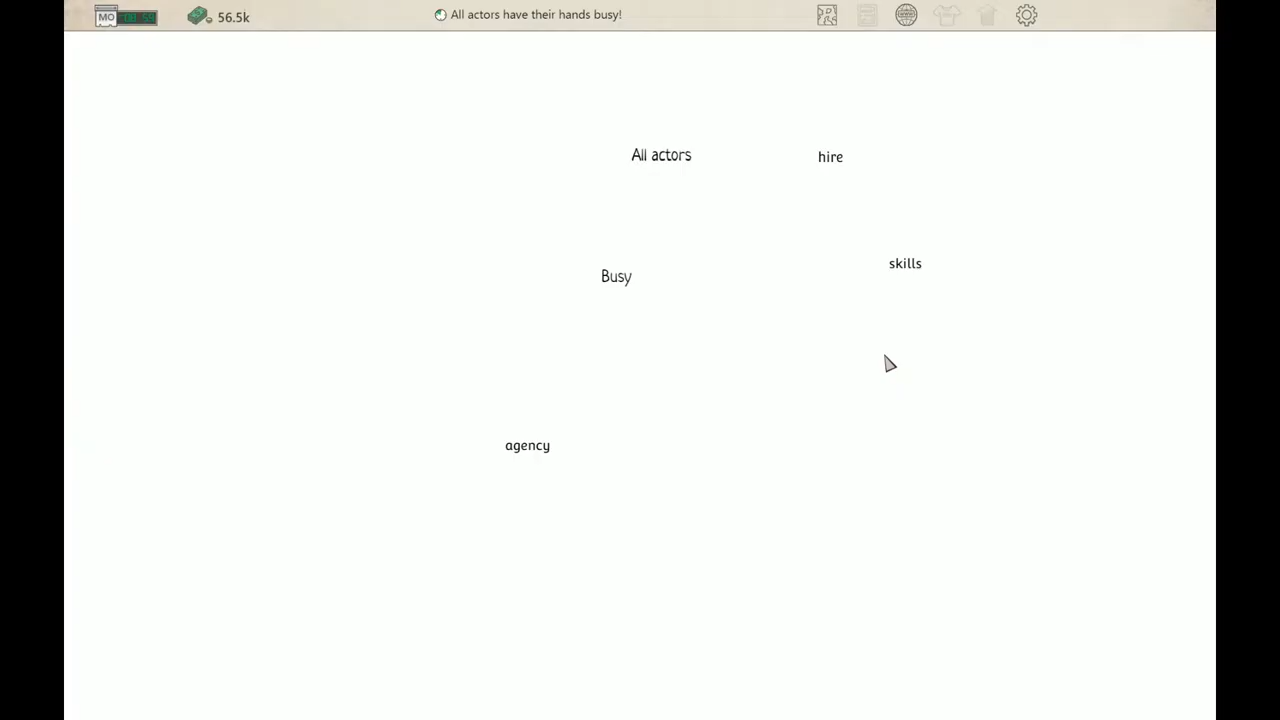 MO
56.5k
All actors have their hands busy!
All actors
hire
skills
Busy
agency